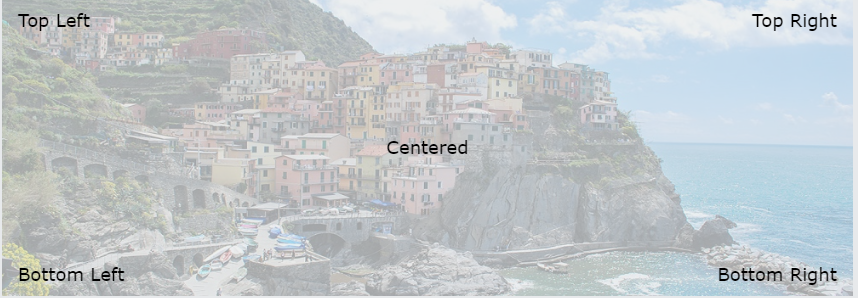 Top Left
Top Right
Centered
Bottom Left
Bottom Right